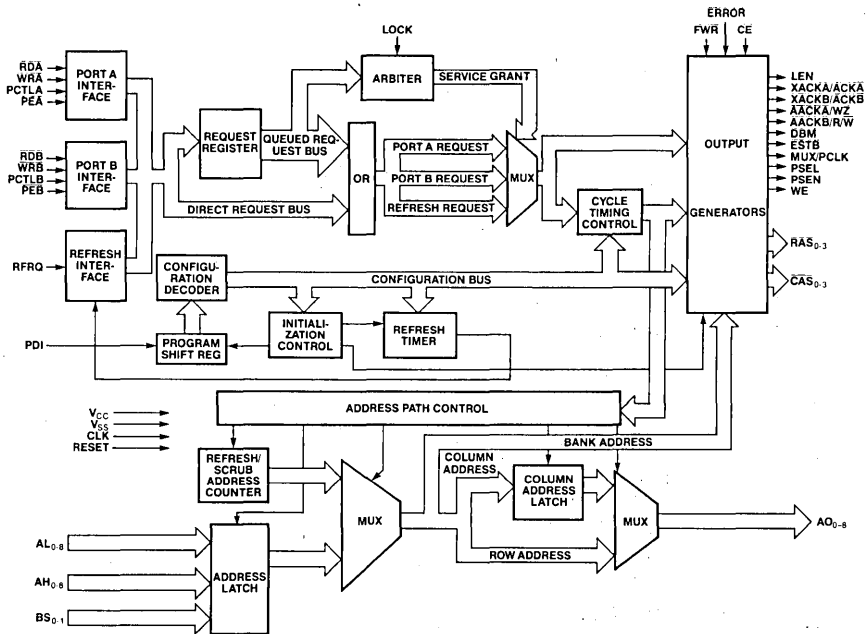 LOCK
ERROR
FWR CE
RDA
WRA
PCTLA
PEA
PORT A
INTER-
FACE
RDB
WRB
PCTLB
PEB
PORT B
INTER-
FACE
RFRQ
REFRESH
INTER-
FACE
REQUEST
REGISTER
QUEUED REQ-
UEST BUS
DIRECT REQUEST BUS
ARBITER
SERVICE GRANT
OR
PORT A REQUEST
PORT B REQUEST
REFRESH REQUEST
MUX
CYCLE
TIMING
CONTROL
OUTPUT
GENERATORS
LEN
XACKA/ACKA
XACKB/ACKB
AACKA/WZ
AACKB/R/W
DBM
ESTB
MUX/PCLK
PSEL
PSEN
WE
RAS0-3
CAS0-3
CONFIGU-
RATION
DECODER
CONFIGURATION BUS
PDI
PROGRAM
SHIFT REG
INITIALI-
ZATION
CONTROL
REFRESH
TIMER
VCC
VSS
CLK
RESET
ADDRESS PATH CONTROL
BANK ADDRESS
REFRESH/
SCRUB
ADDRESS
COUNTER
MUX
COLUMN
ADDRESS
COLUMN
ADDRESS
LATCH
MUX
ROW ADDRESS
AO0-8
AL0-8
AH0-8
BS0-1
ADDRESS
LATCH